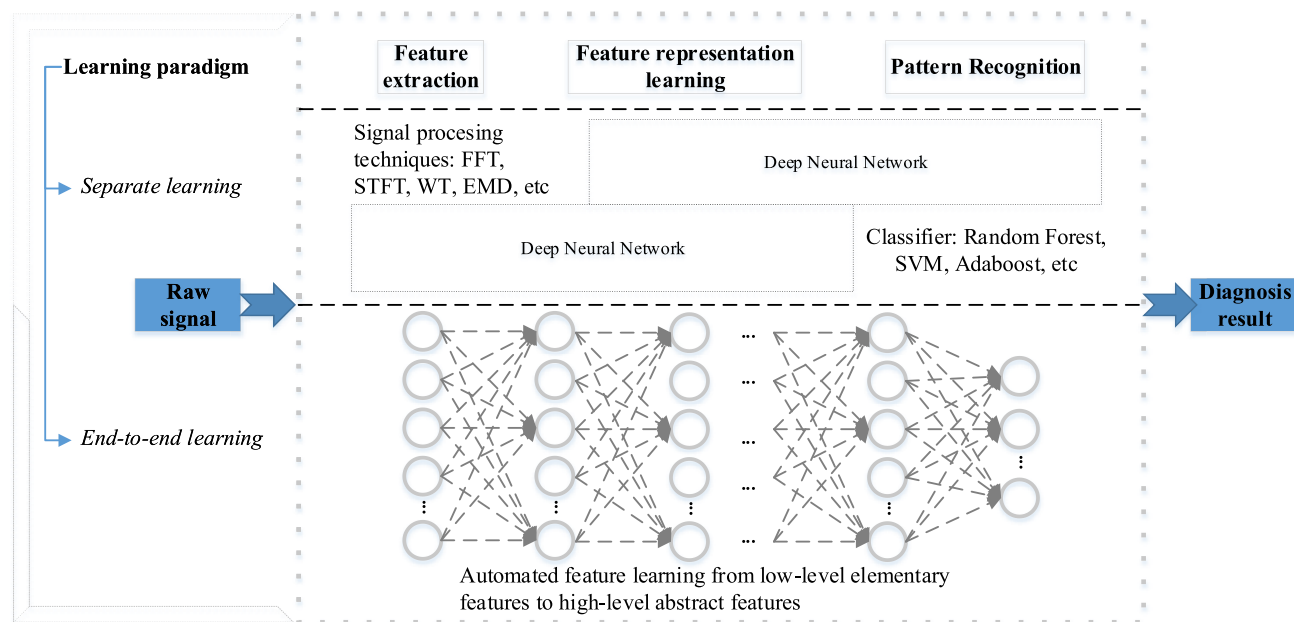 Learning paradigm
Feature
extraction
Feature representation
learning
Pattern Recognition
Separate learning
Signal procesing
techniques: FFT,
STFT, WT, EMD, etc
Deep Neural Network
Deep Neural Network
Classifier: Random Forest,
SVM, Adaboost, etc
Raw
signal
Diagnosis
result
End-to-end learning
...
...
...
...
...
Automated feature learning from low-level elementary
features to high-level abstract features